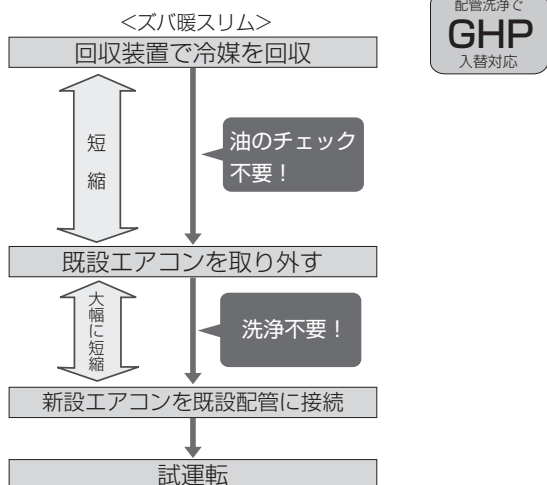 <ズバ暖スリム>
配管洗浄で
GHP
入替対応
回収装置で冷媒を回収
短縮
油のチェック
不要！
既設エアコンを取り外す
大幅に短縮
洗浄不要！
新設エアコンを既設配管に接続
試運転